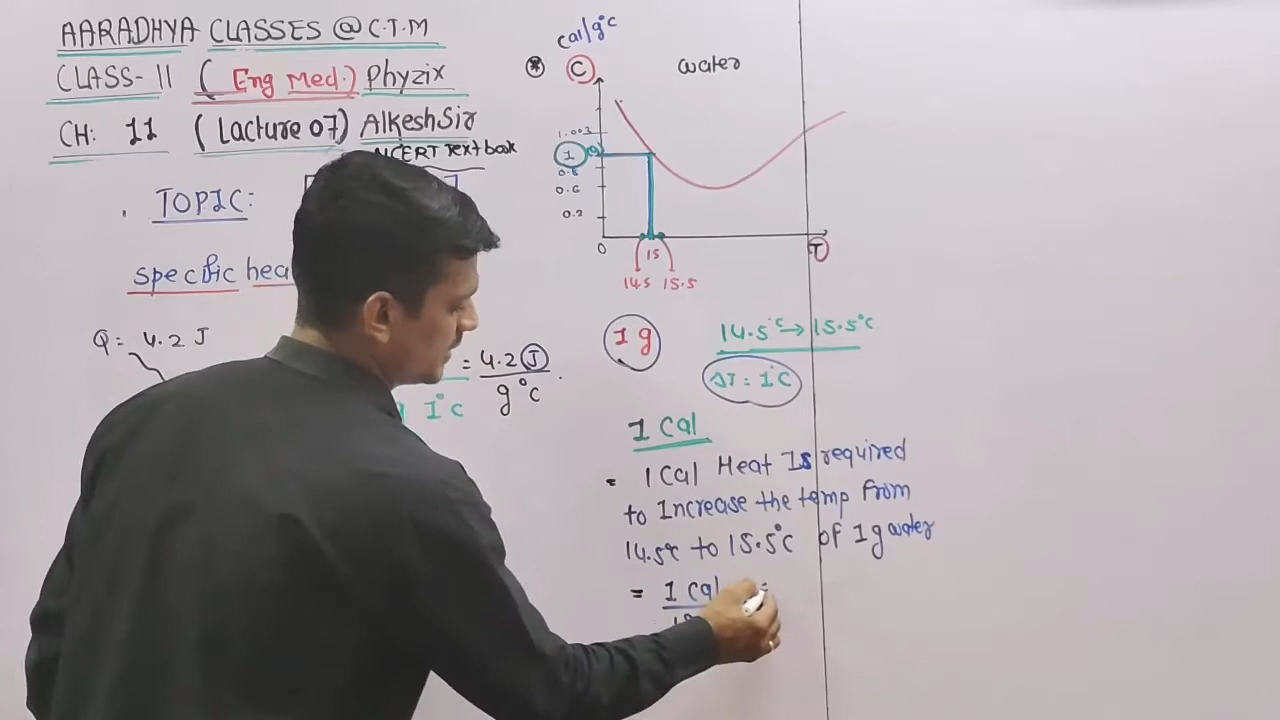 AARADHYA CLASSES @ C.T.M
CLASS-11 ( Eng Med.) Phyzix
CH: 11 ( Lacture 07) AlkeshSir
NCERT Text book
TOPIC:
specific hea
Q = 4.2 J
= 4.2 J
g°c
1°c
cal/g°c
C
water
1.003
1
0.8
0.6
0.2
0
15
T
14.5 15.5
1 g
14.5°c → 15.5°c
ΔT = 1°C
1 Cal
= 1 Cal Heat Is required
to Increase the temp from
14.5°c to 15.5°C of 1g water
= 1 Cal